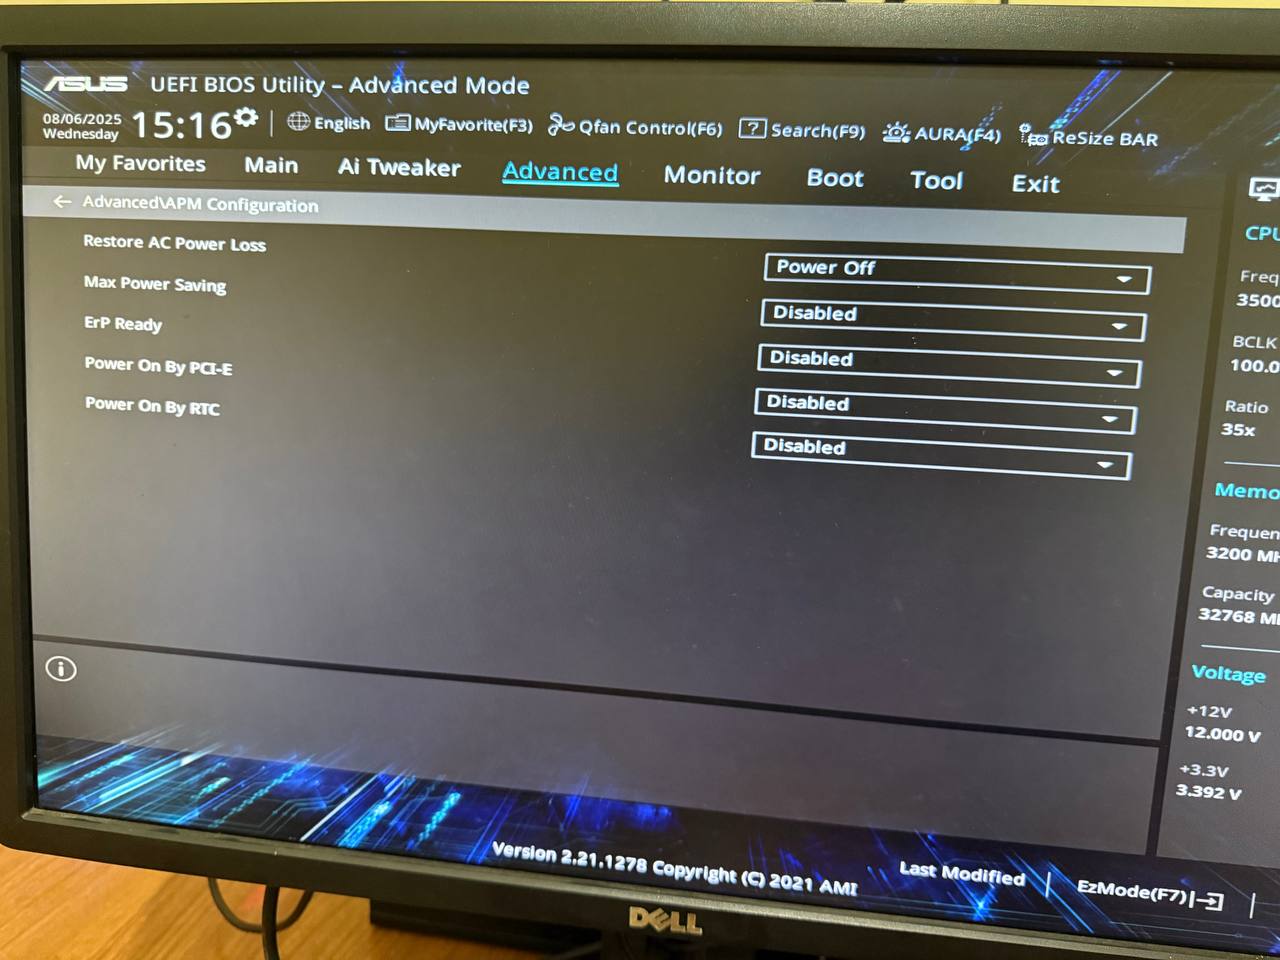 ASUS UEFI BIOS Utility – Advanced Mode
08/06/2025
Wednesday
15:16
English
MyFavorite(F3)
Qfan Control(F6)
? Search(F9)
AURA(F4)
ReSize BAR
My Favorites Main Ai Tweaker Advanced Monitor Boot Tool Exit
← Advanced\APM Configuration
Restore AC Power Loss
Power Off
Max Power Saving
Disabled
ErP Ready
Disabled
Power On By PCI-E
Disabled
Power On By RTC
Disabled
i
CPU
Freq
3500
BCLK
100.0
Ratio
35x
Memo
Frequen
3200 MH
Capacity
32768 M
Voltage
+12V
12.000 V
+3.3V
3.392 V
Version 2.21.1278 Copyright (C) 2021 AMI
Last Modified
EzMode(F7)
DELL